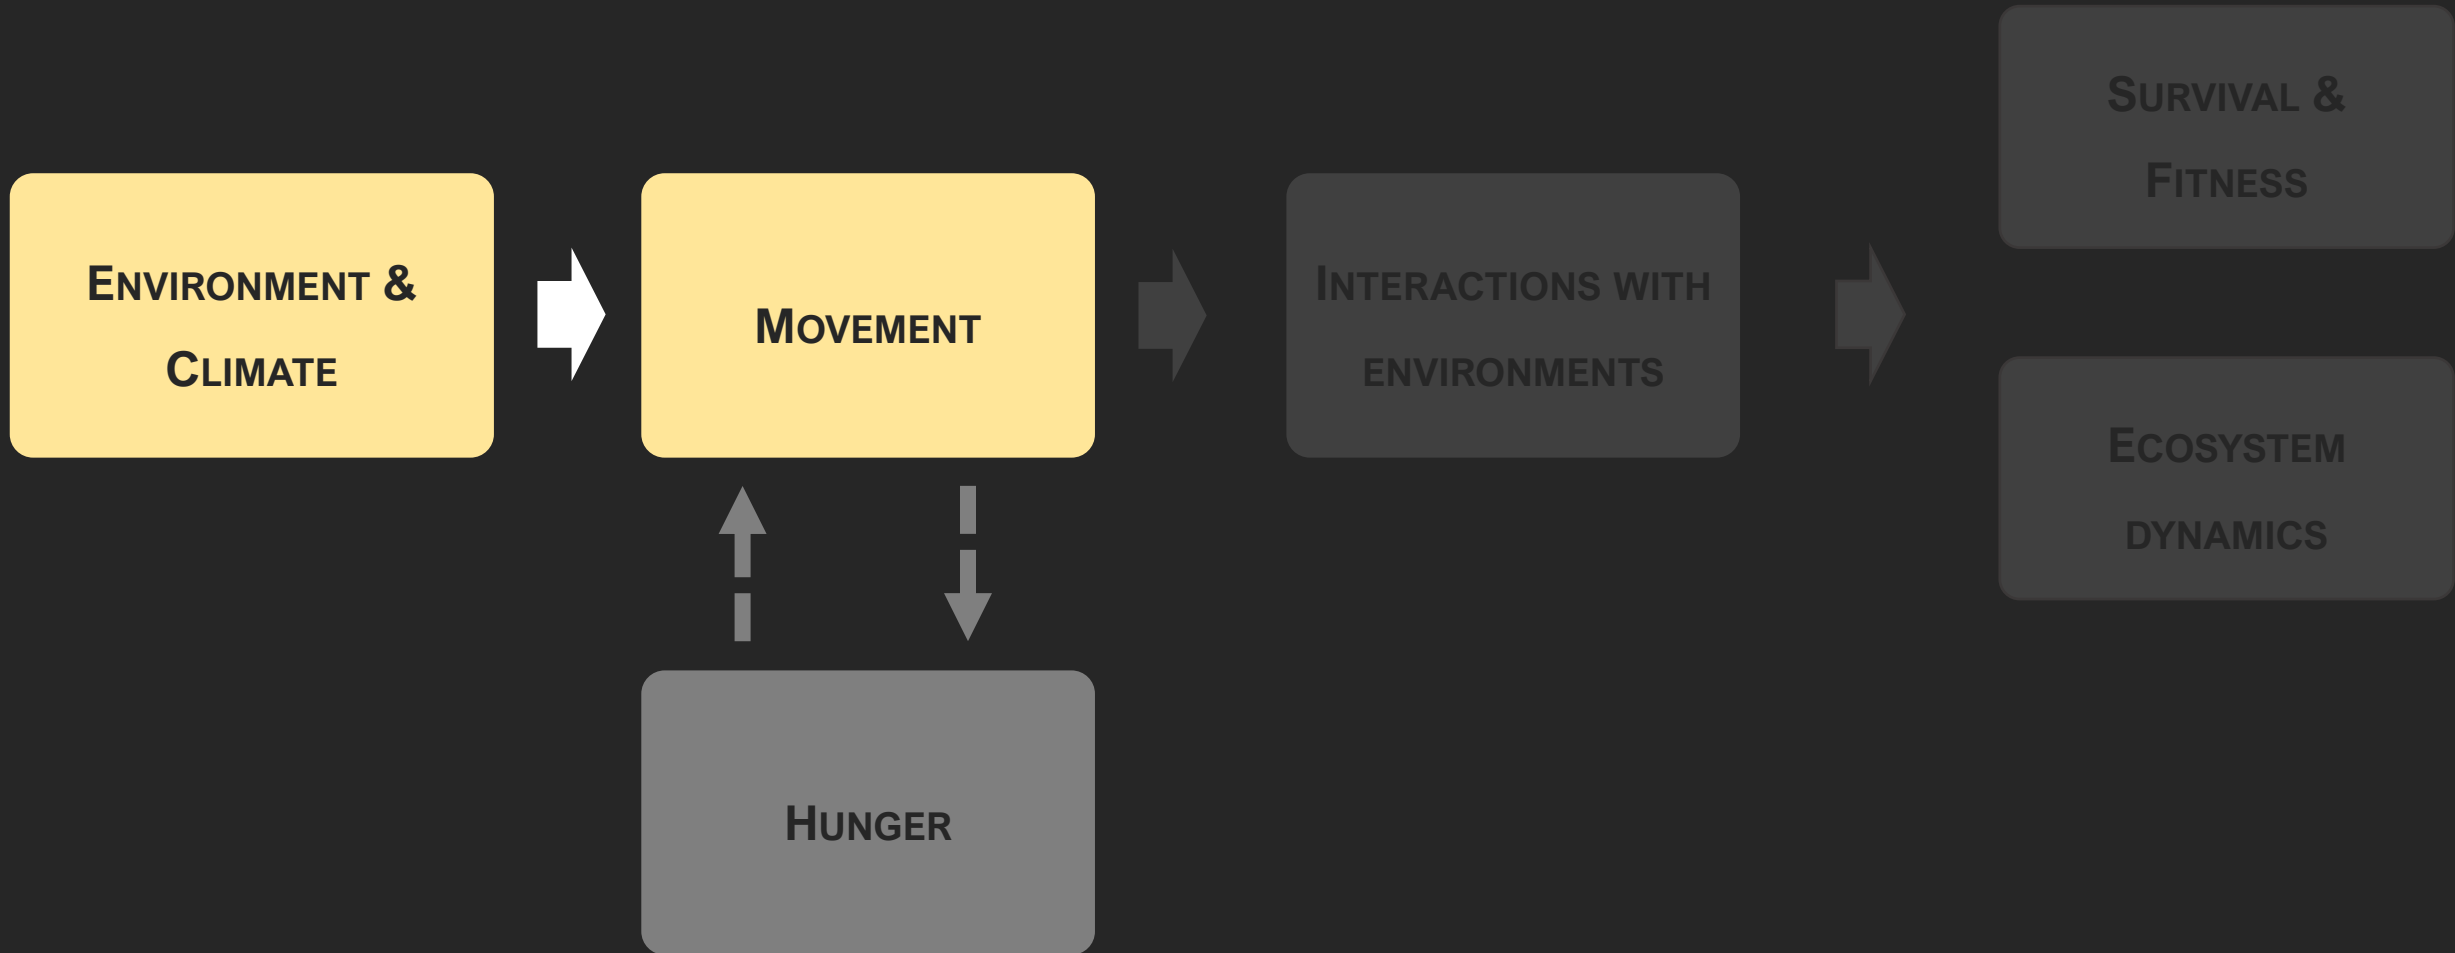 Survival &
Fitness
Environment &
Climate
Movement
Interactions with
environments
Ecosystem
dynamics
Hunger